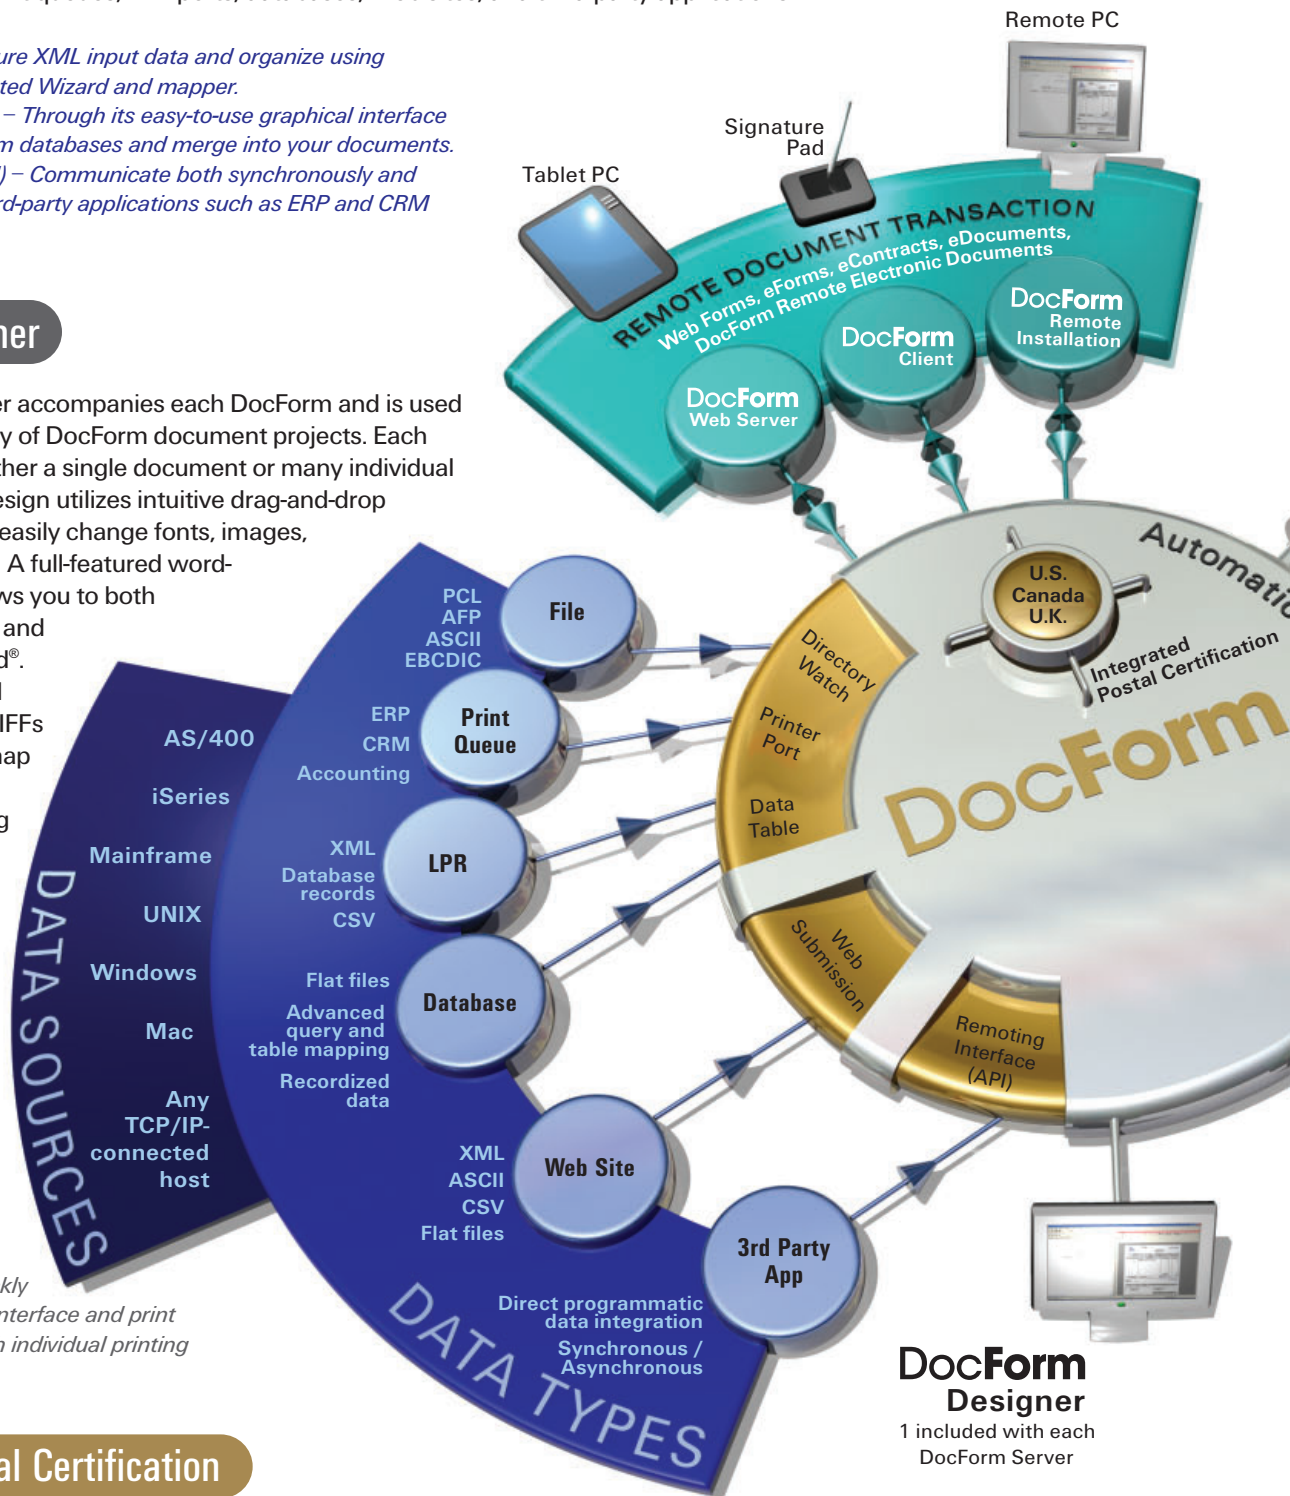 ure XML input data and organize using
ted Wizard and mapper.
– Through its easy-to-use graphical interface
m databases and merge into your documents.
) – Communicate both synchronously and
rd-party applications such as ERP and CRM
ner
er accompanies each DocForm and is used
y of DocForm document projects. Each
ther a single document or many individual
esign utilizes intuitive drag-and-drop
easily change fonts, images,
A full-featured word-
ws you to both
and
d®.
IFFs
nap
g
kly
nterface and print
n individual printing
al Certification
Remote PC
Signature
Pad
Tablet PC
REMOTE DOCUMENT TRANSACTION
Web Forms, eForms, eContracts, eDocuments,
DocForm Remote Electronic Documents
DocForm
Web Server
DocForm
Client
DocForm
Remote
Installation
Automatic
U.S.
Canada
U.K.
Integrated
Postal Certification
DocForm
Directory
Watch
Printer
Port
Data
Table
Web
Submission
Remoting
Interface
(API)
PCL
AFP
ASCII
EBCDIC
File
ERP
CRM
Accounting
Print
Queue
XML
Database
records
CSV
LPR
Flat files
Advanced
query and
table mapping
Recordized
data
Database
XML
ASCII
CSV
Flat files
Web Site
Direct programmatic
data integration
Synchronous /
Asynchronous
3rd Party
App
DATA TYPES
AS/400
iSeries
Mainframe
UNIX
Windows
Mac
Any
TCP/IP-
connected
host
DATA SOURCES
DocForm
Designer
1 included with each
DocForm Server